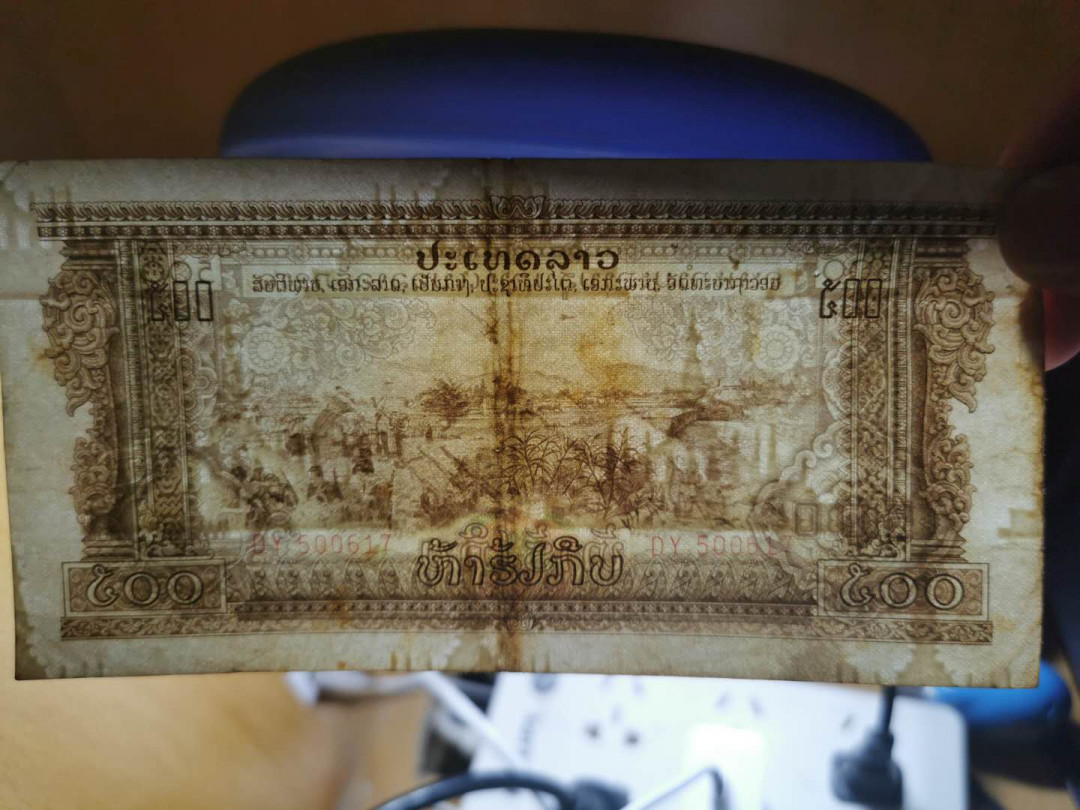 ປະເທດລາວ
ສັນຕິພາບ, ເອກະລາດ, ເປັນກາງ, ປະຊາທິປະໄຕ, ເອກະພາບ, ວັດທະນາຖາວອນ
໕໐໐ ໕໐໐
DY 500617 DY
ຫ້າຮ້ອຍກີບ
໕໐໐ ໕໐໐